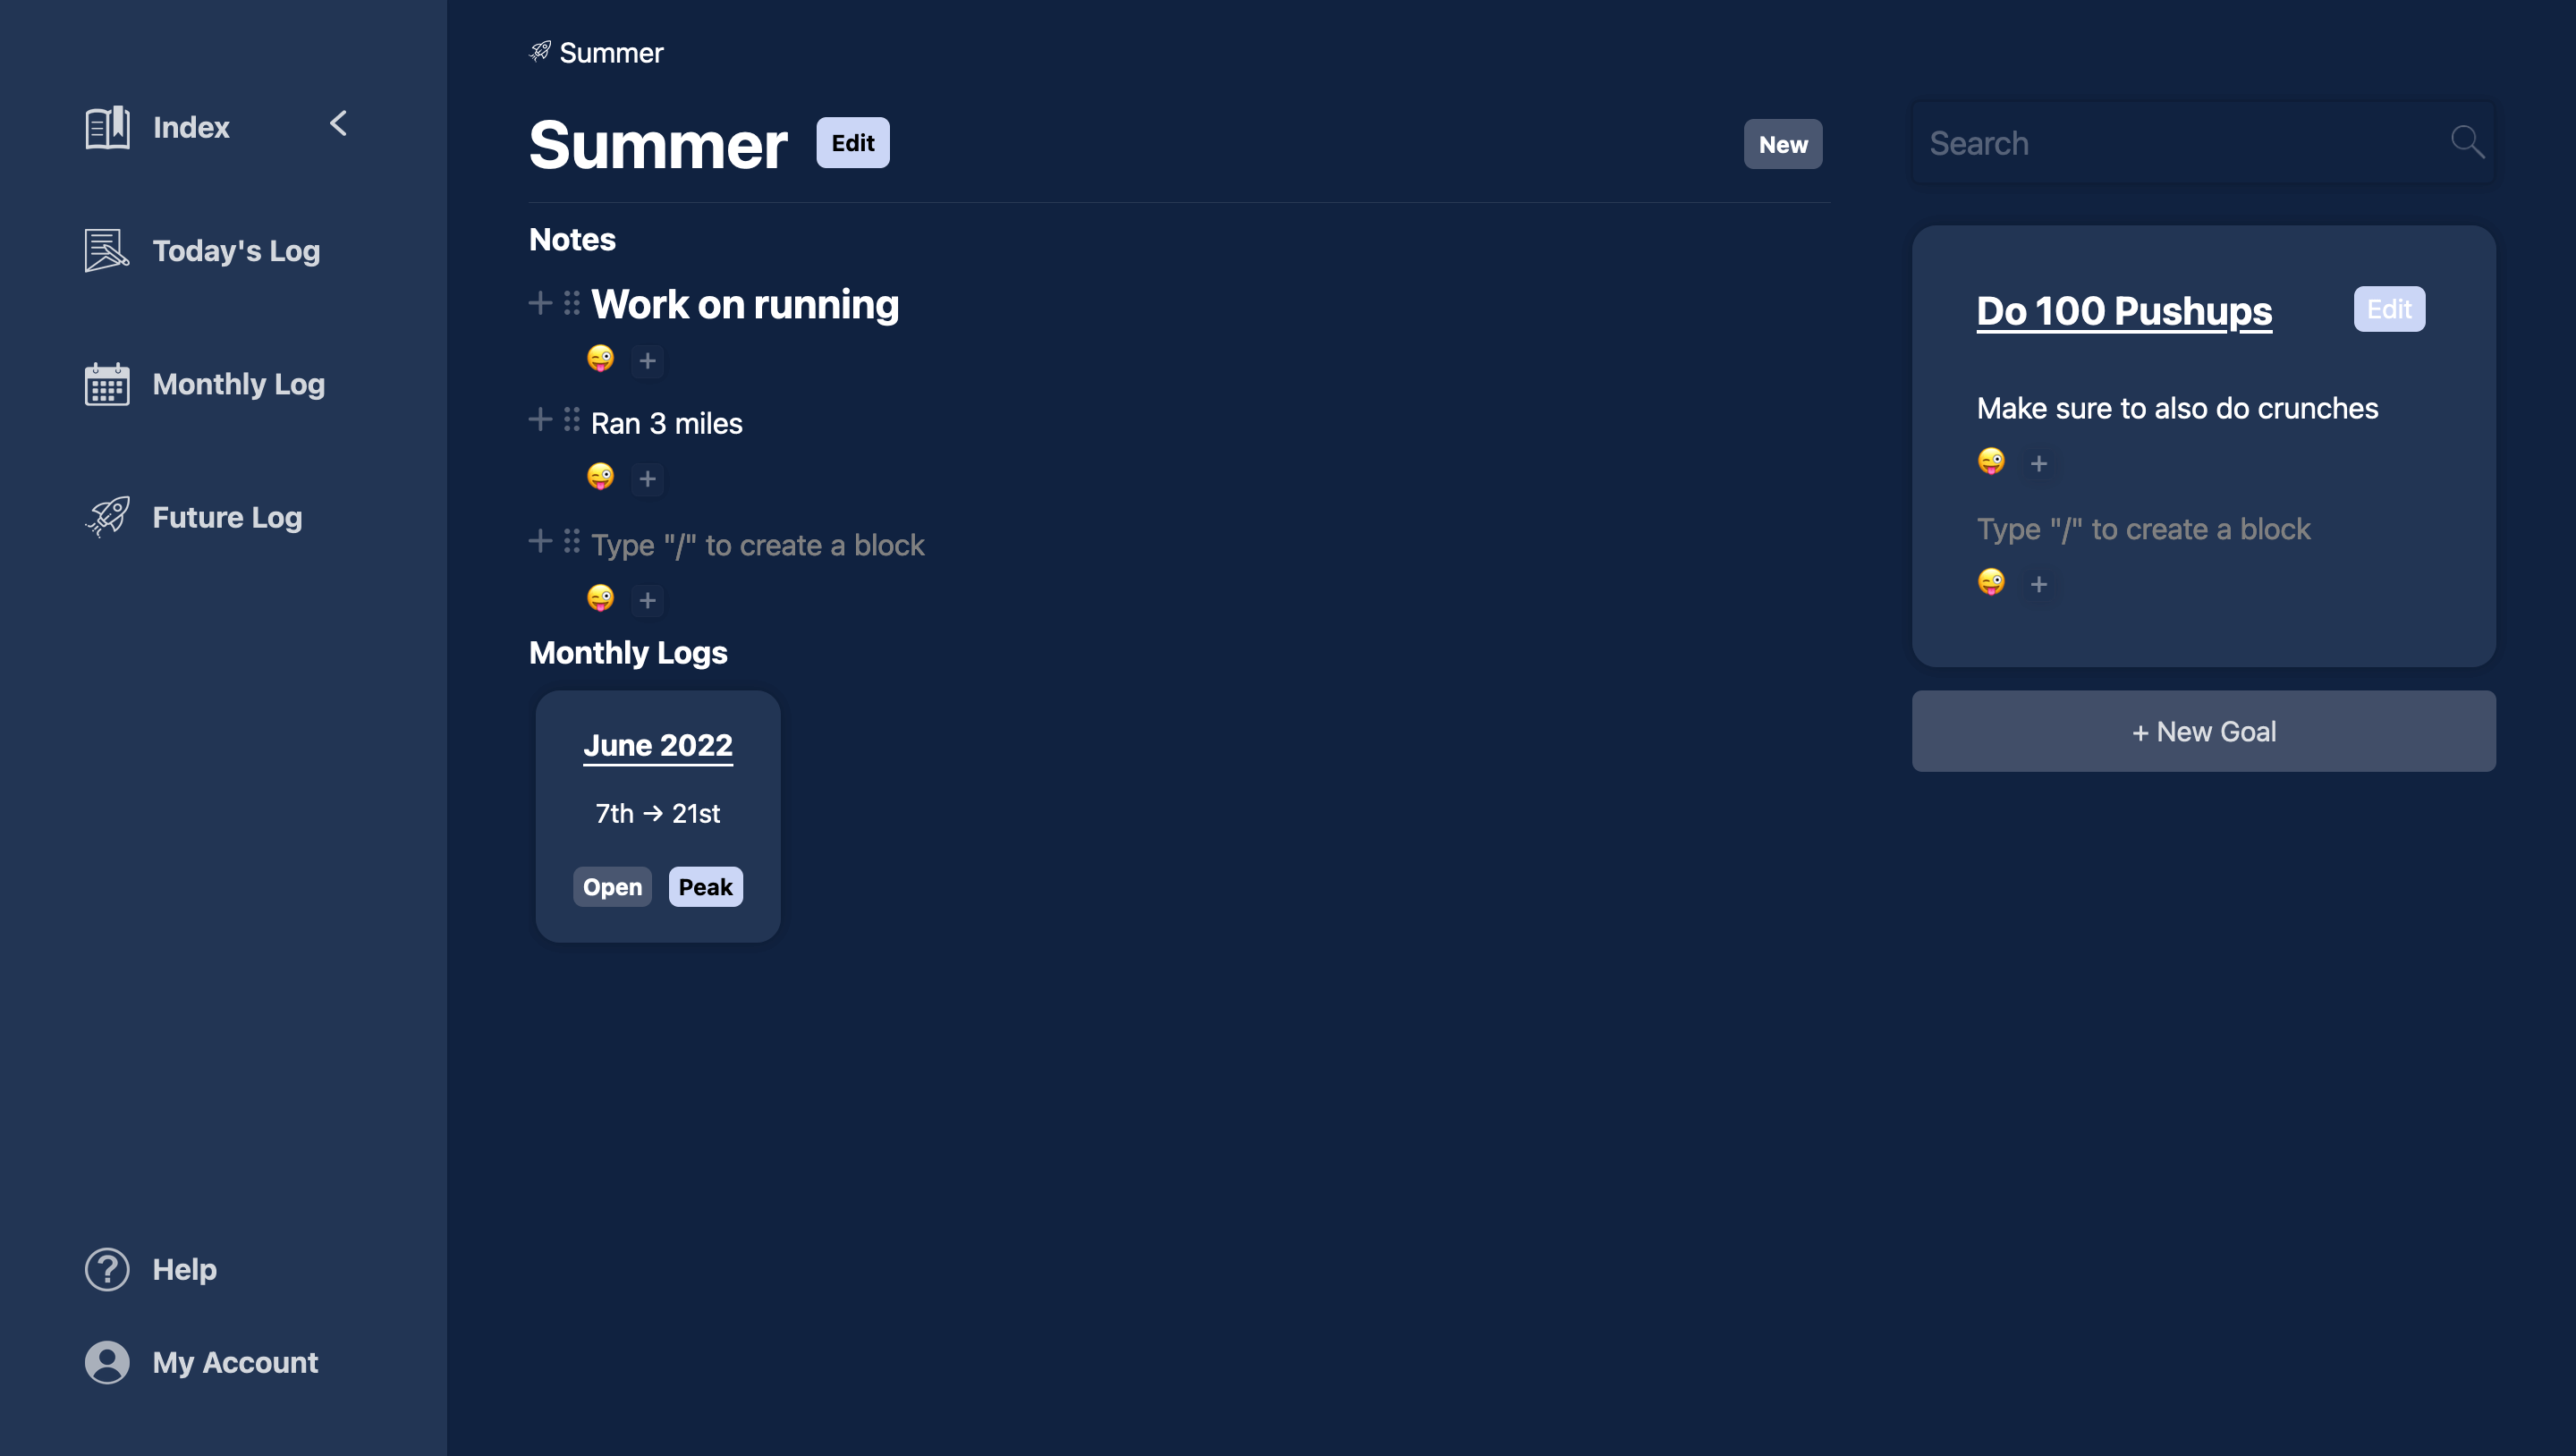 Index
Today's Log
Monthly Log
Future Log
Help
My Account
Summer
Summer
Edit
New
Notes
Work on running
Ran 3 miles
Type "/" to create a block
Monthly Logs
June 2022
7th → 21st
Open
Peak
Search
Do 100 Pushups
Edit
Make sure to also do crunches
Type "/" to create a block
+ New Goal